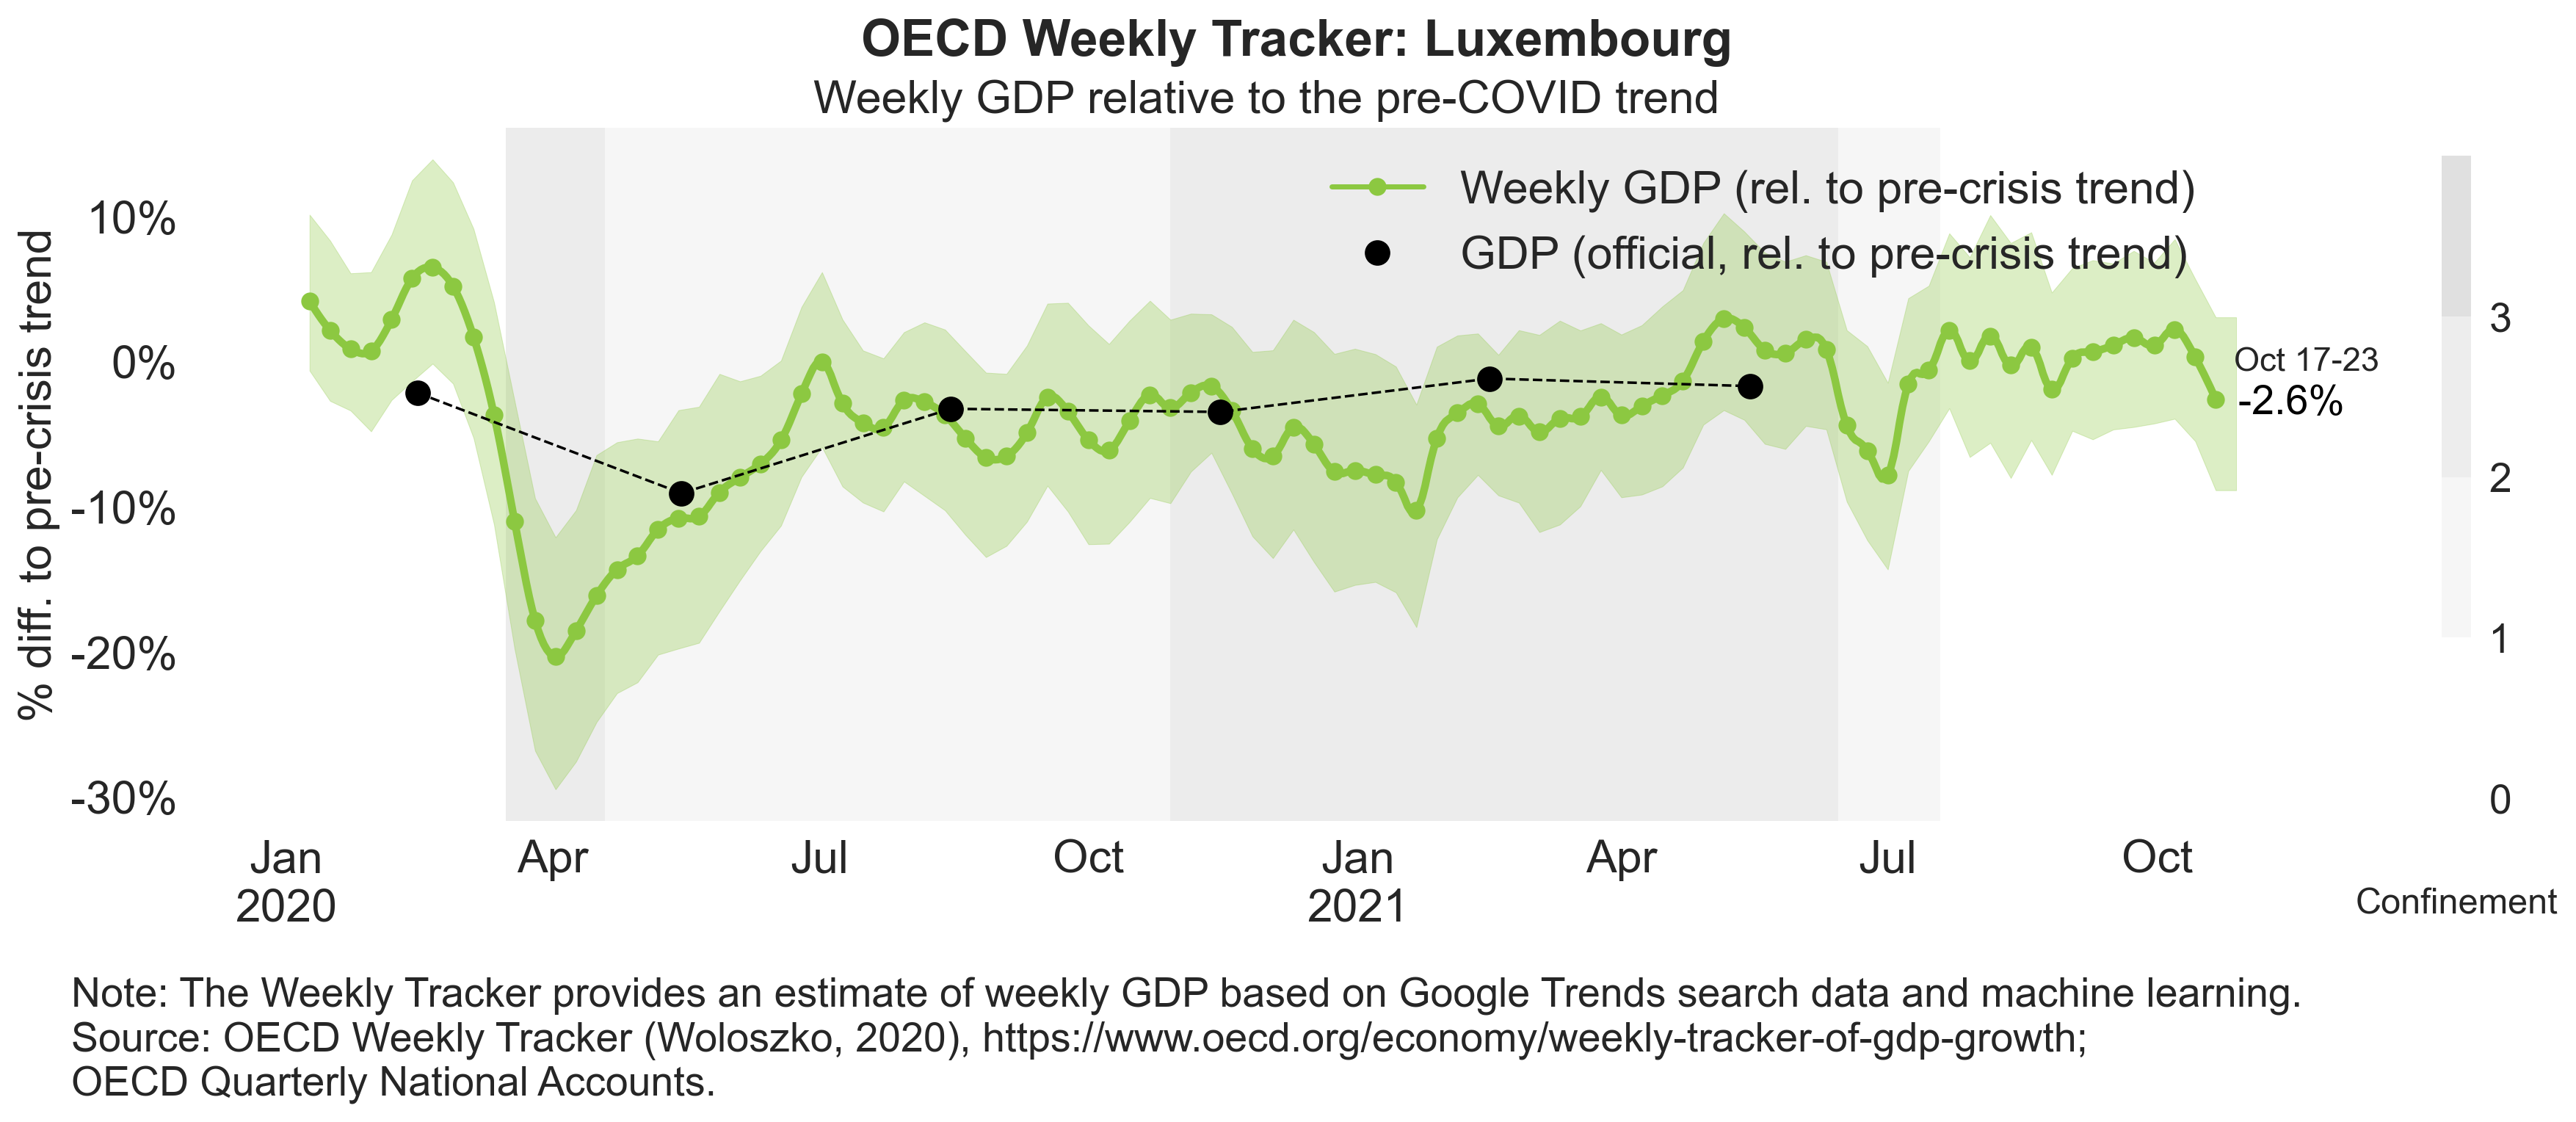 OECD Weekly Tracker: Luxembourg
Weekly GDP relative to the pre-COVID trend
% diff. to pre-crisis trend
10%
0%
-10%
-20%
-30%
Weekly GDP (rel. to pre-crisis trend)
GDP (official, rel. to pre-crisis trend)
Oct 17-23
-2.6%
3
2
1
0
Jan Apr Jul Oct Jan Apr Jul Oct
2020 2021
Confinement
Note: The Weekly Tracker provides an estimate of weekly GDP based on Google Trends search data and machine learning.
Source: OECD Weekly Tracker (Woloszko, 2020), https://www.oecd.org/economy/weekly-tracker-of-gdp-growth;
OECD Quarterly National Accounts.